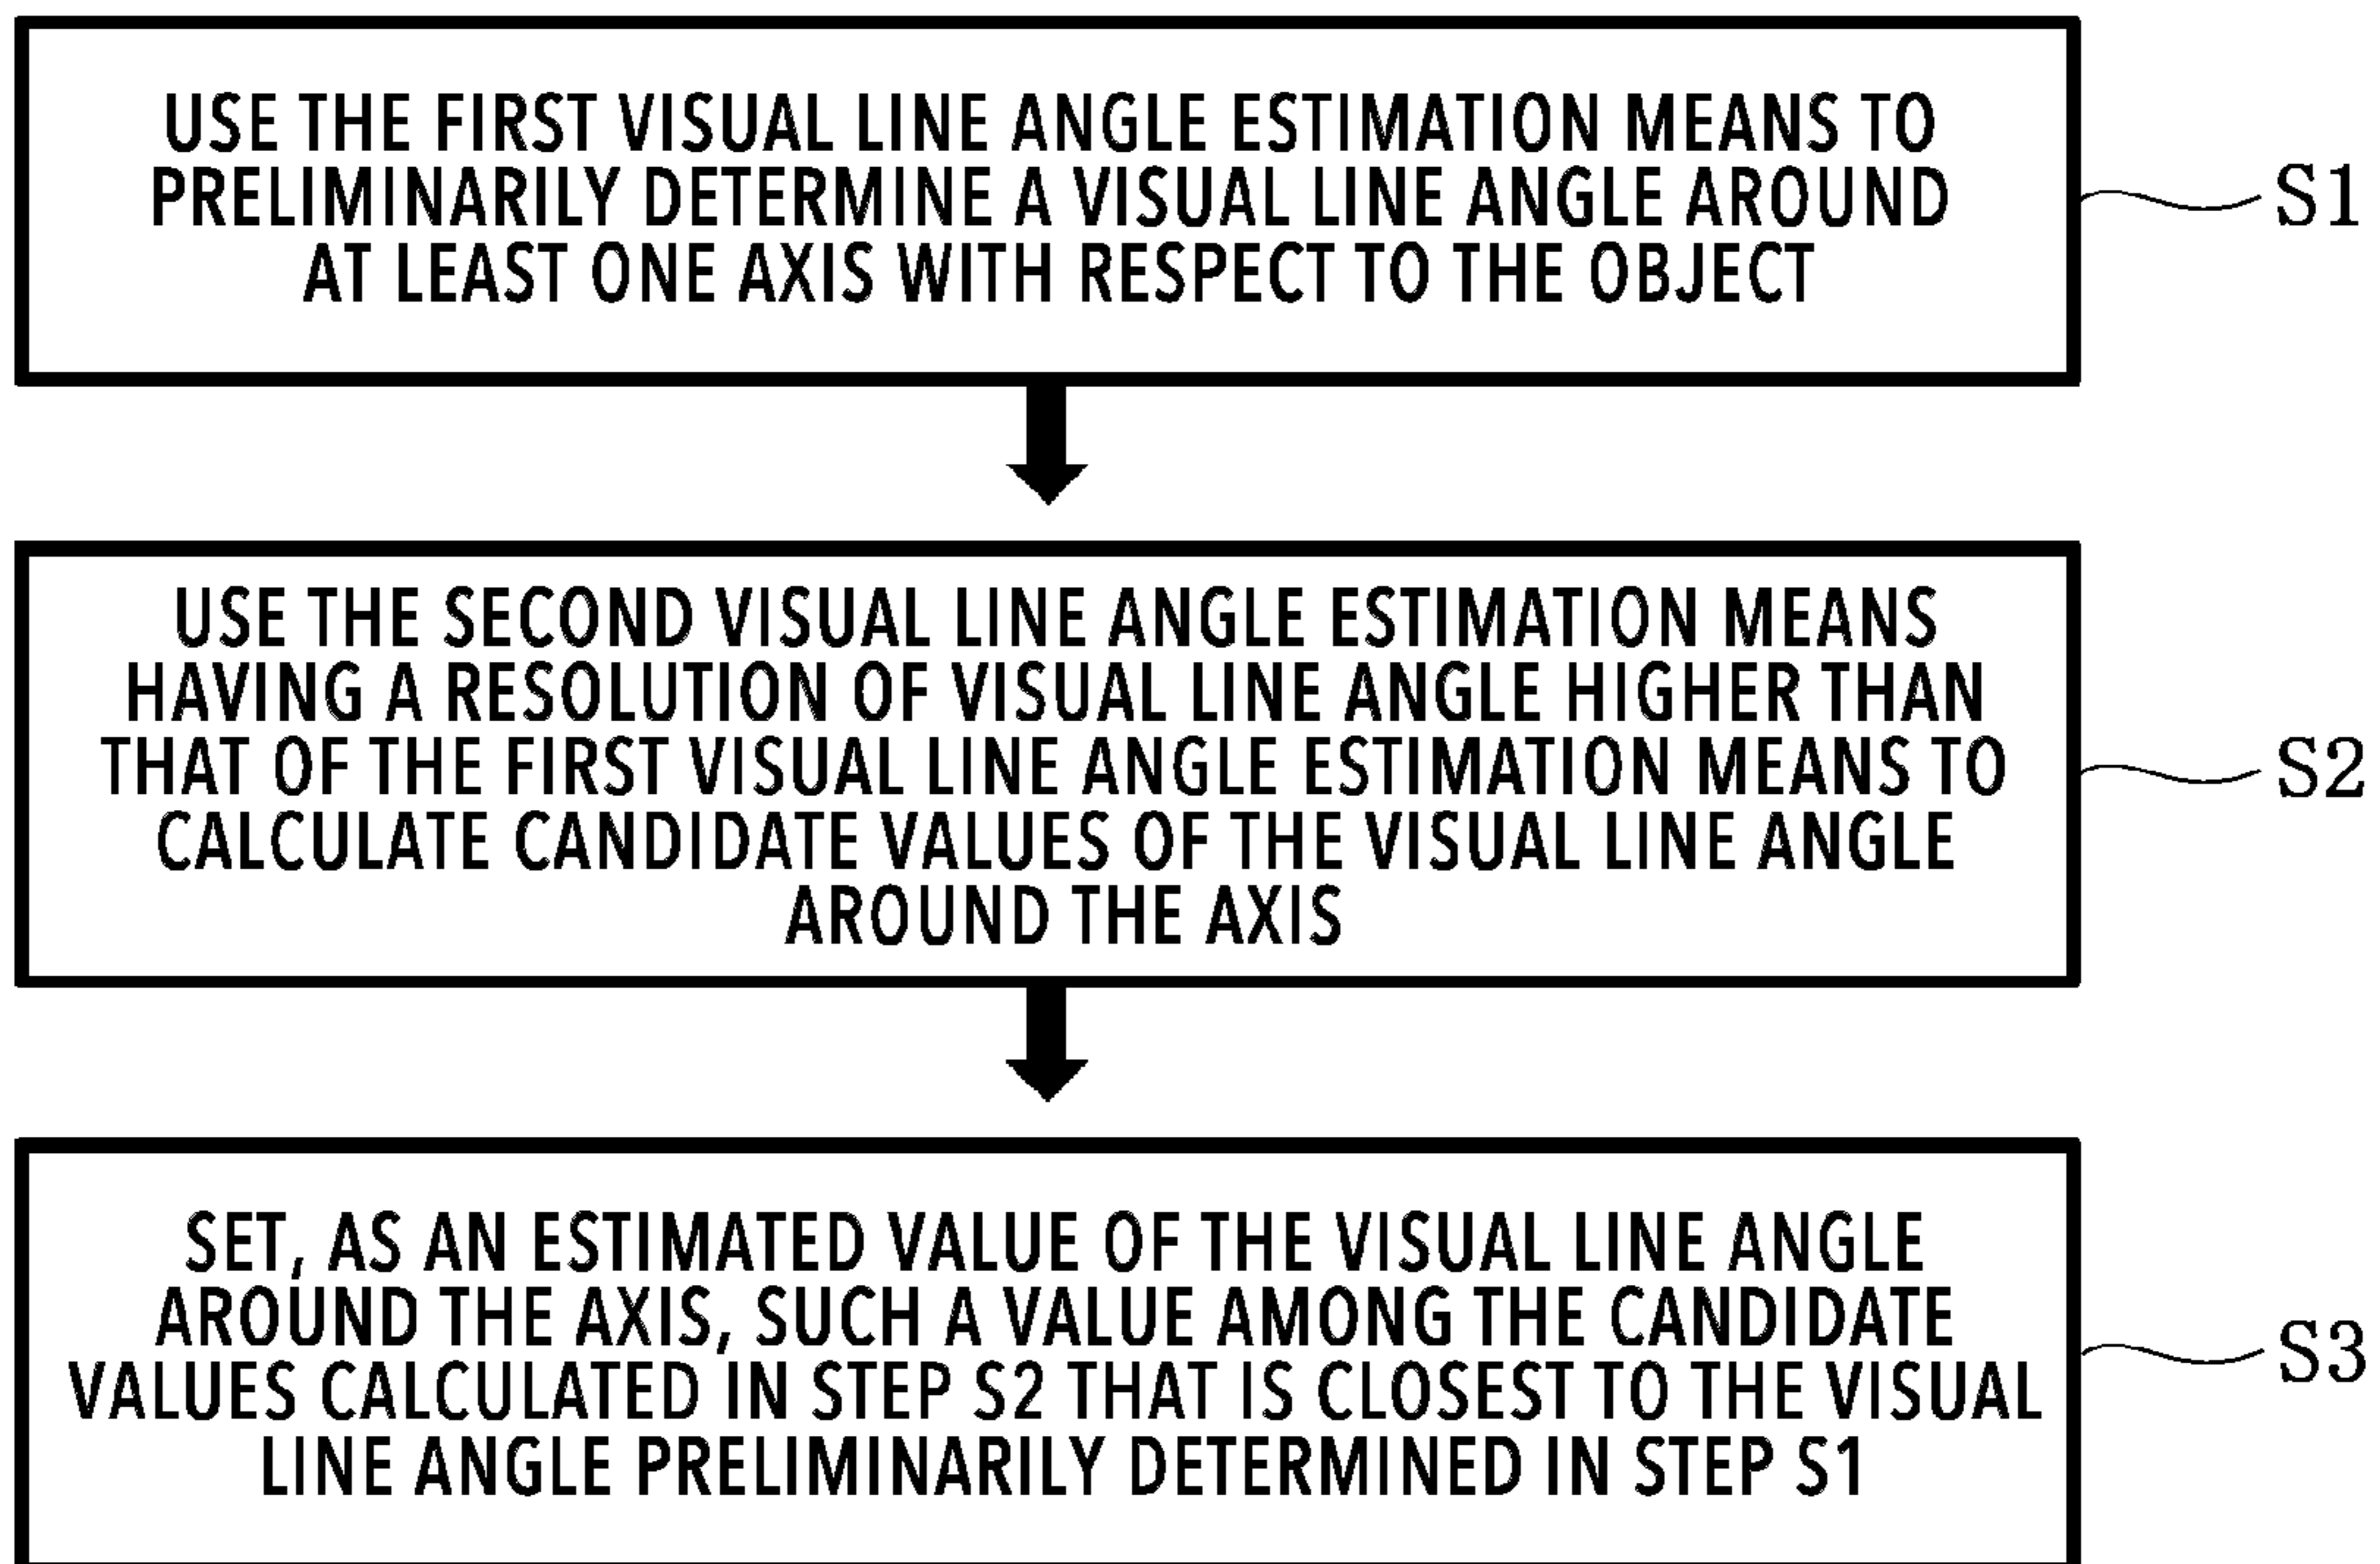 USE THE FIRST VISUAL LINE ANGLE ESTIMATION MEANS TO
PRELIMINARILY DETERMINE A VISUAL LINE ANGLE AROUND
AT LEAST ONE AXIS WITH RESPECT TO THE OBJECT
S1
USE THE SECOND VISUAL LINE ANGLE ESTIMATION MEANS
HAVING A RESOLUTION OF VISUAL LINE ANGLE HIGHER THAN
THAT OF THE FIRST VISUAL LINE ANGLE ESTIMATION MEANS TO
CALCULATE CANDIDATE VALUES OF THE VISUAL LINE ANGLE
AROUND THE AXIS
S2
SET, AS AN ESTIMATED VALUE OF THE VISUAL LINE ANGLE
AROUND THE AXIS, SUCH A VALUE AMONG THE CANDIDATE
VALUES CALCULATED IN STEP S2 THAT IS CLOSEST TO THE VISUAL
LINE ANGLE PRELIMINARILY DETERMINED IN STEP S1
S3